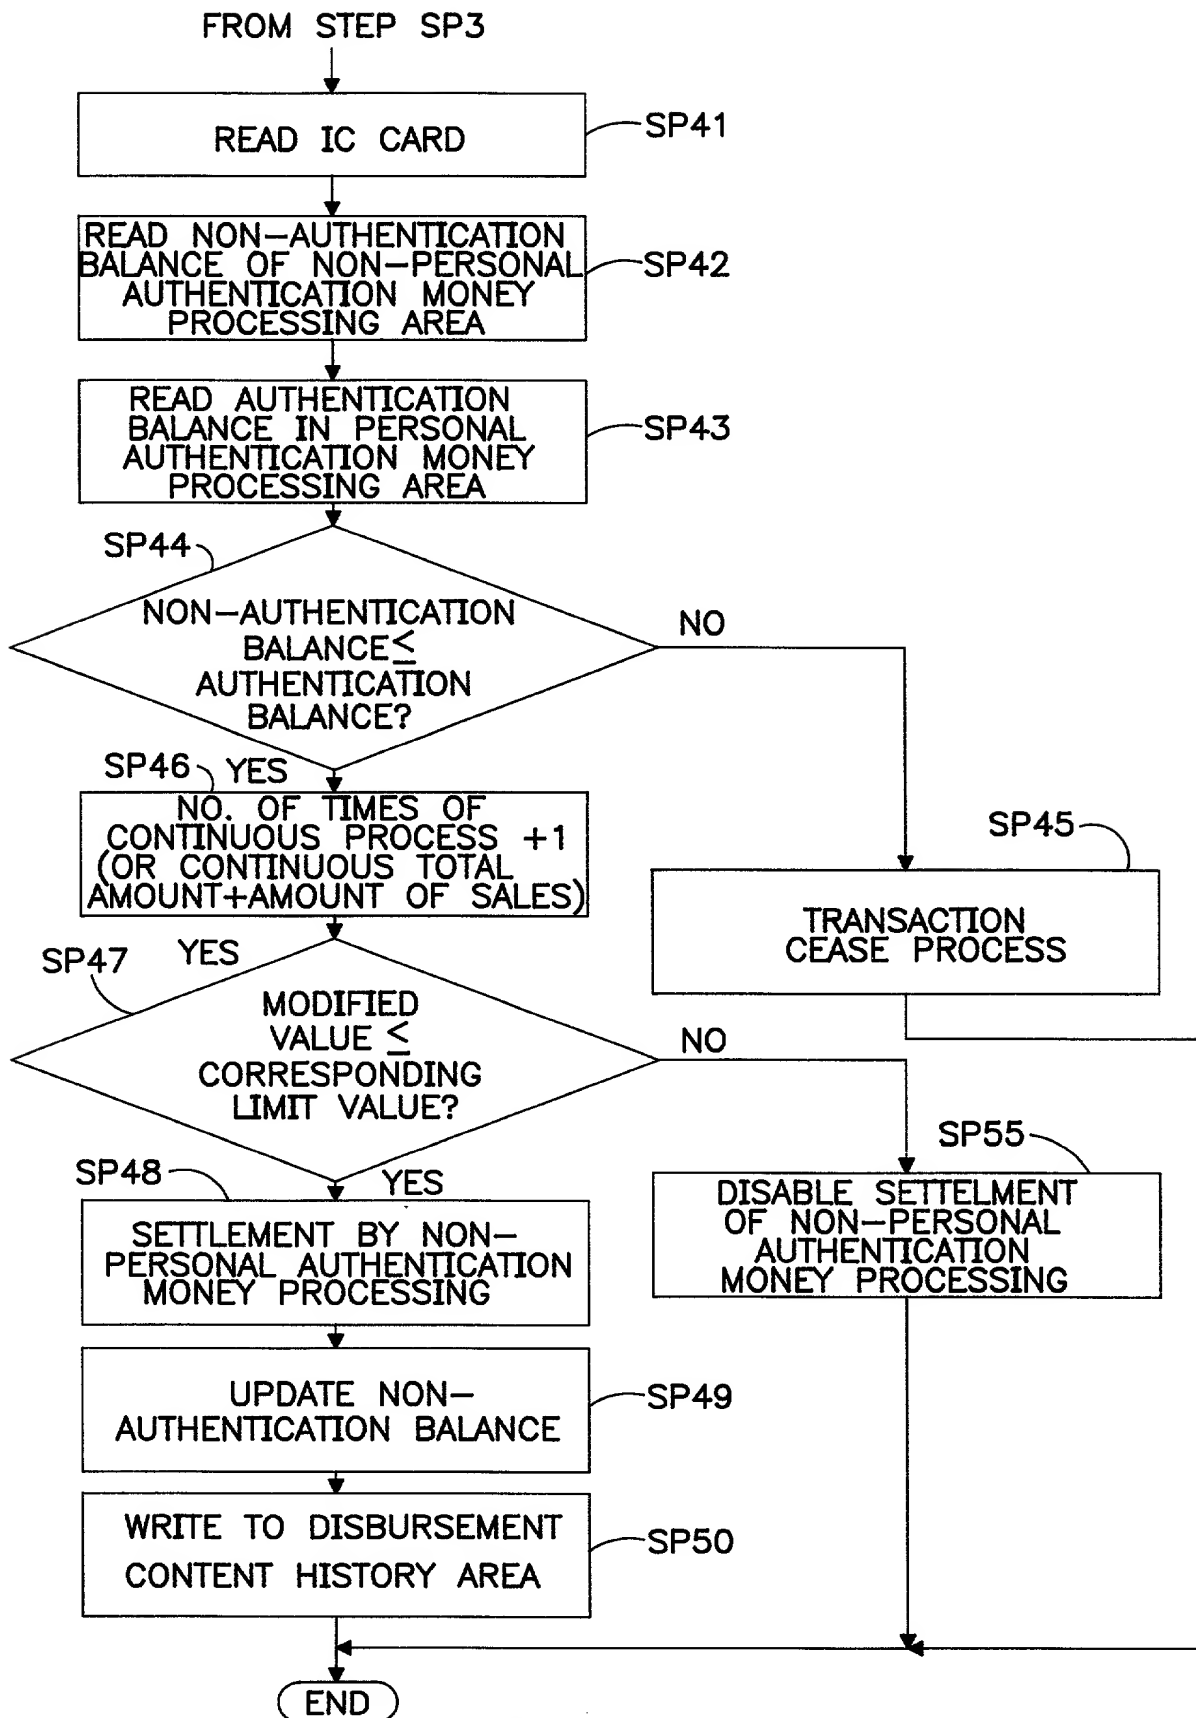 FROM STEP SP3
READ IC CARD
SP41
READ NON-AUTHENTICATION
BALANCE OF NON-PERSONAL
AUTHENTICATION MONEY
PROCESSING AREA
SP42
READ AUTHENTICATION
BALANCE IN PERSONAL
AUTHENTICATION MONEY
PROCESSING AREA
SP43
SP44
NON-AUTHENTICATION
BALANCE≤
AUTHENTICATION
BALANCE?
NO
YES
SP45
TRANSACTION
CEASE PROCESS
SP46
NO. OF TIMES OF
CONTINUOUS PROCESS +1
(OR CONTINUOUS TOTAL
AMOUNT+AMOUNT OF SALES)
YES
SP47
MODIFIED
VALUE ≤
CORRESPONDING
LIMIT VALUE?
NO
YES
SP55
DISABLE SETTELMENT
OF NON-PERSONAL
AUTHENTICATION
MONEY PROCESSING
SP48
SETTLEMENT BY NON-
PERSONAL AUTHENTICATION
MONEY PROCESSING
UPDATE NON-
AUTHENTICATION BALANCE
SP49
WRITE TO DISBURSEMENT
CONTENT HISTORY AREA
SP50
END